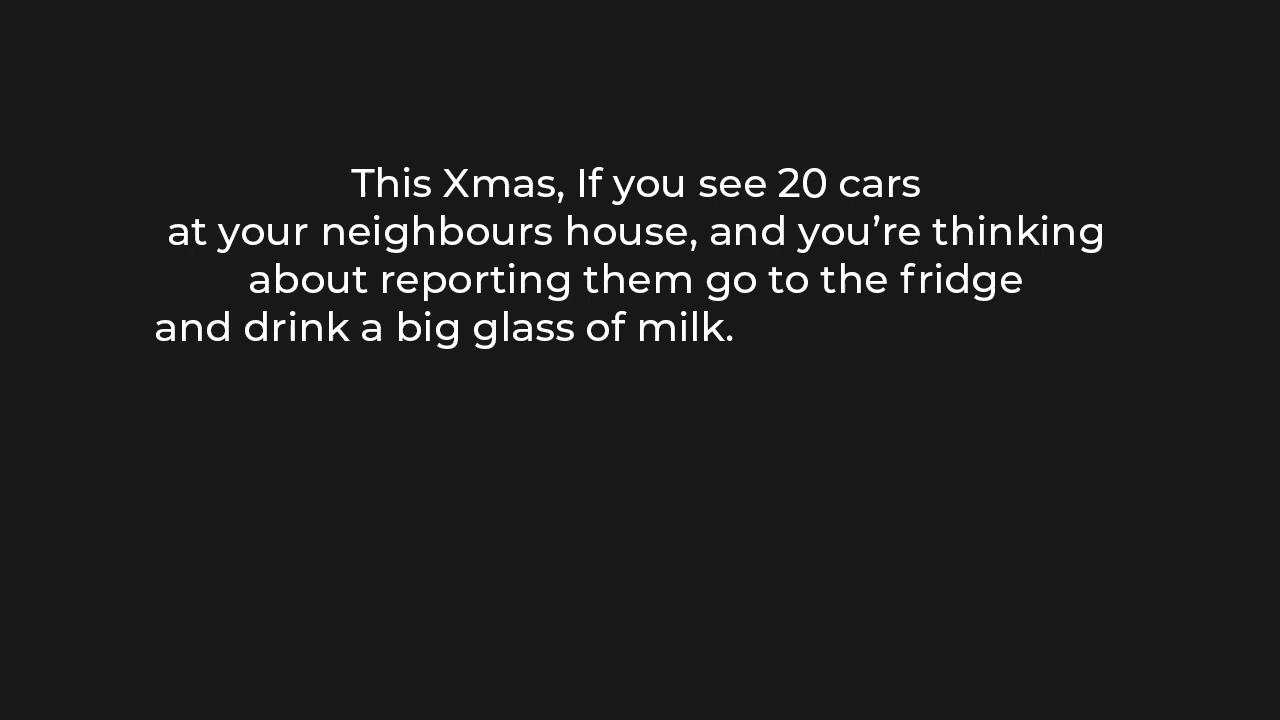 This Xmas, If you see 20 cars
at your neighbours house, and you’re thinking
about reporting them go to the fridge
and drink a big glass of milk.